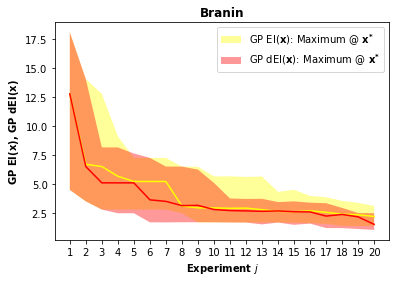 Branin
GP EI(x): Maximum @ x*
GP dEI(x): Maximum @ x*
GP EI(x), GP dEI(x)
17.5
15.0
12.5
10.0
7.5
5.0
2.5
1 2 3 4 5 6 7 8 9 10 11 12 13 14 15 16 17 18 19 20
Experiment j